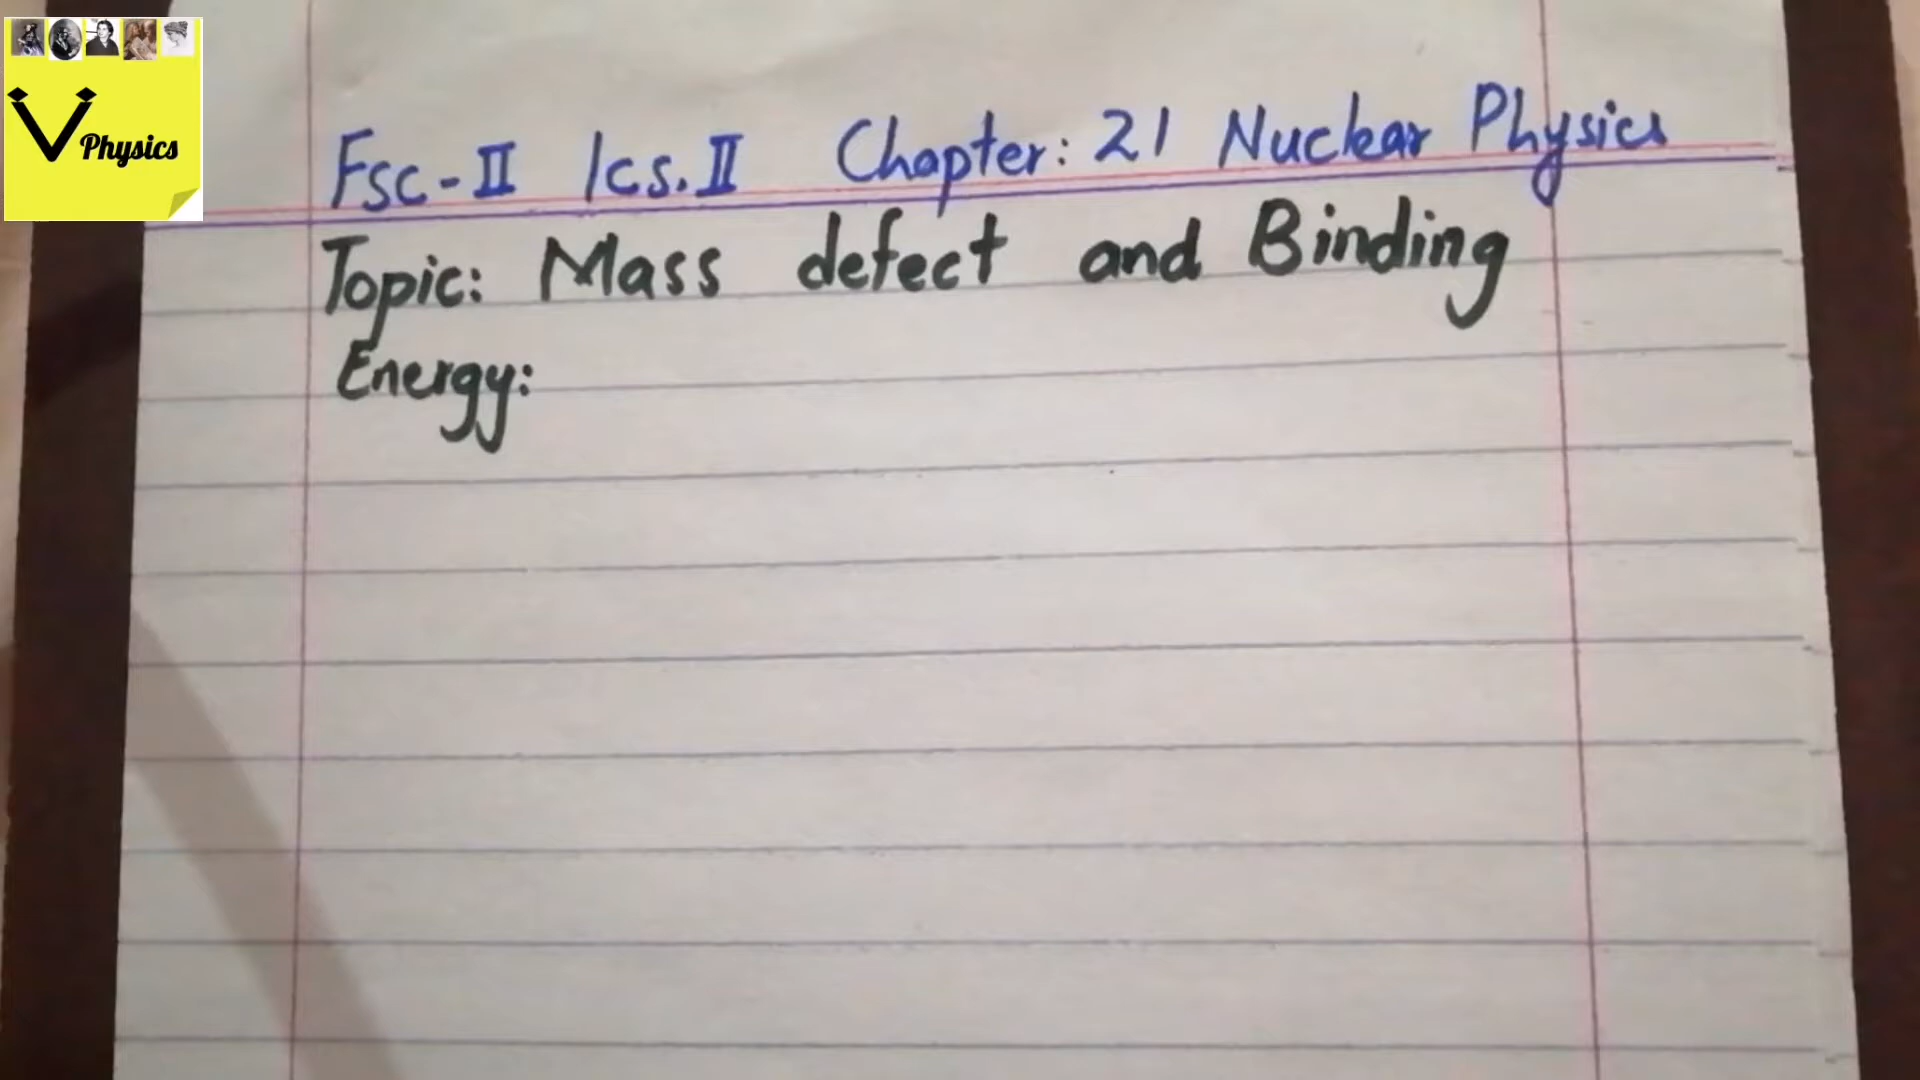 V Physics
Fsc-II Ics.II Chapter: 21 Nuclear Physics
Topic: Mass defect and Binding
Energy: